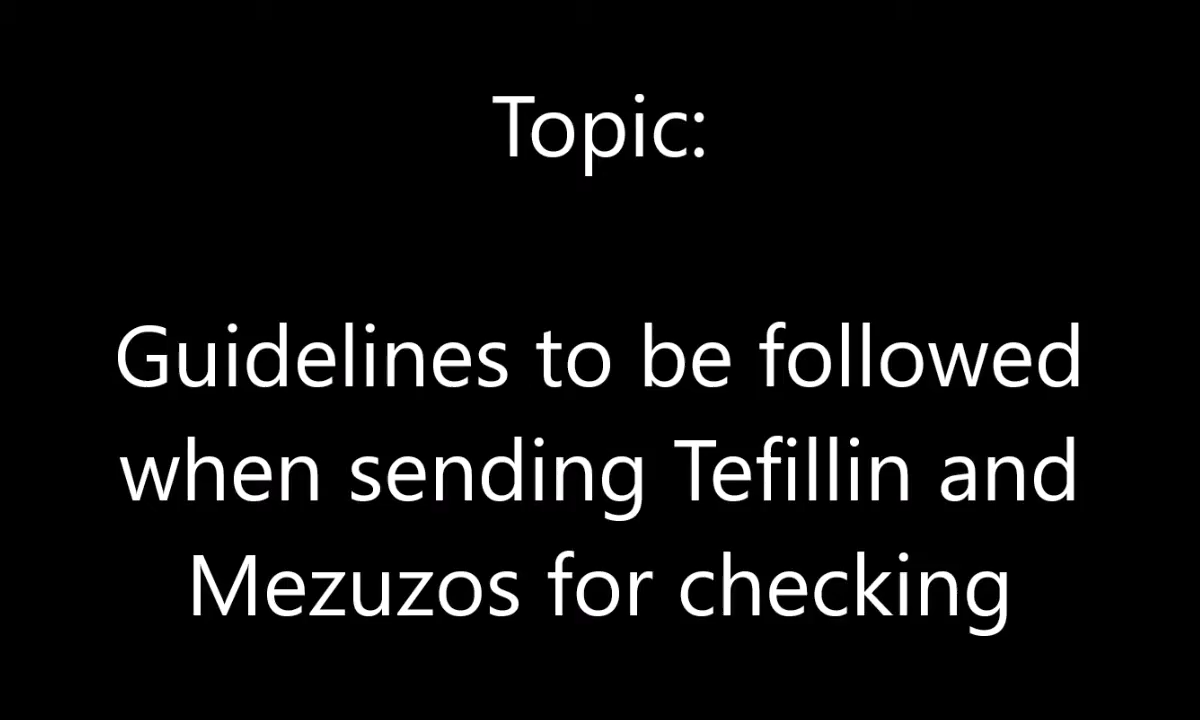 Topic:
Guidelines to be followed
when sending Tefillin and
Mezuzos for checking